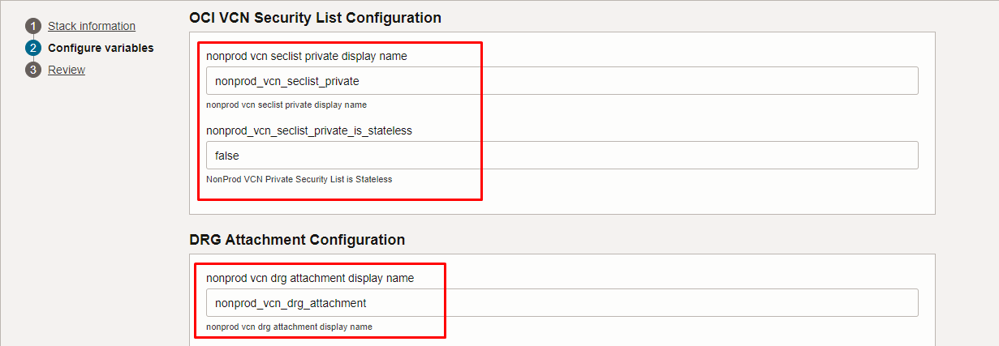 1 Stack information
2 Configure variables
3 Review
OCI VCN Security List Configuration
nonprod vcn seclist private display name
nonprod_vcn_seclist_private
nonprod vcn seclist private display name
nonprod_vcn_seclist_private_is_stateless
false
NonProd VCN Private Security List is Stateless
DRG Attachment Configuration
nonprod vcn drg attachment display name
nonprod_vcn_drg_attachment
nonprod vcn drg attachment display name